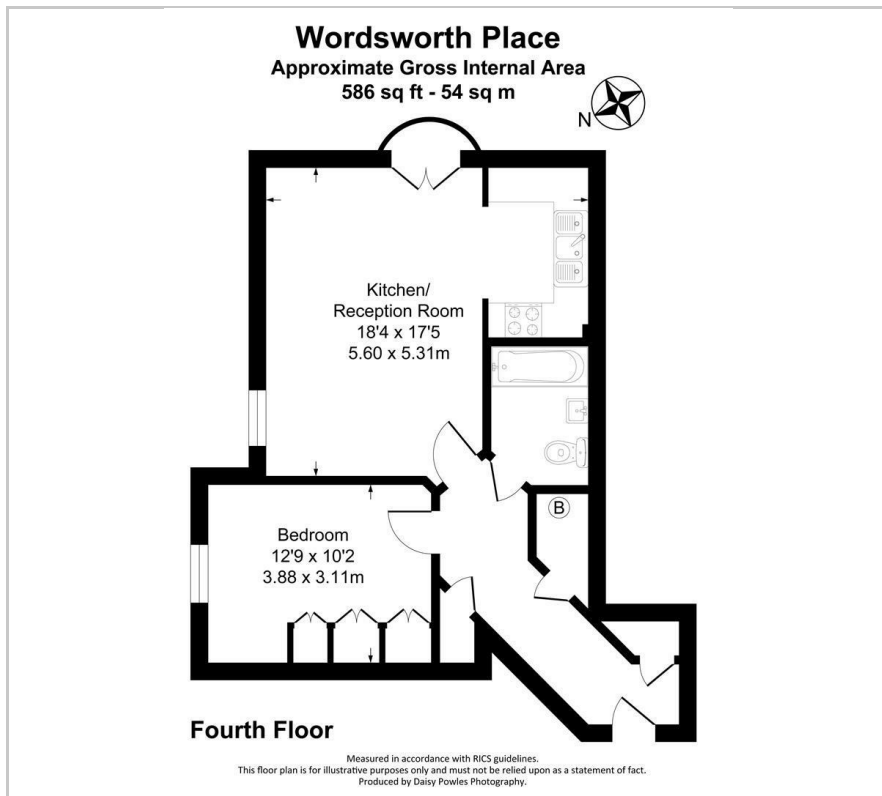 Wordsworth Place
Approximate Gross Internal Area
586 sq ft - 54 sq m
N
Kitchen/
Reception Room
18'4 x 17'5
5.60 x 5.31m
B
Bedroom
12'9 x 10'2
3.88 x 3.11m
Fourth Floor
Measured in accordance with RICS guidelines.
This floor plan is for illustrative purposes only and must not be relied upon as a statement of fact.
Produced by Daisy Powles Photography.